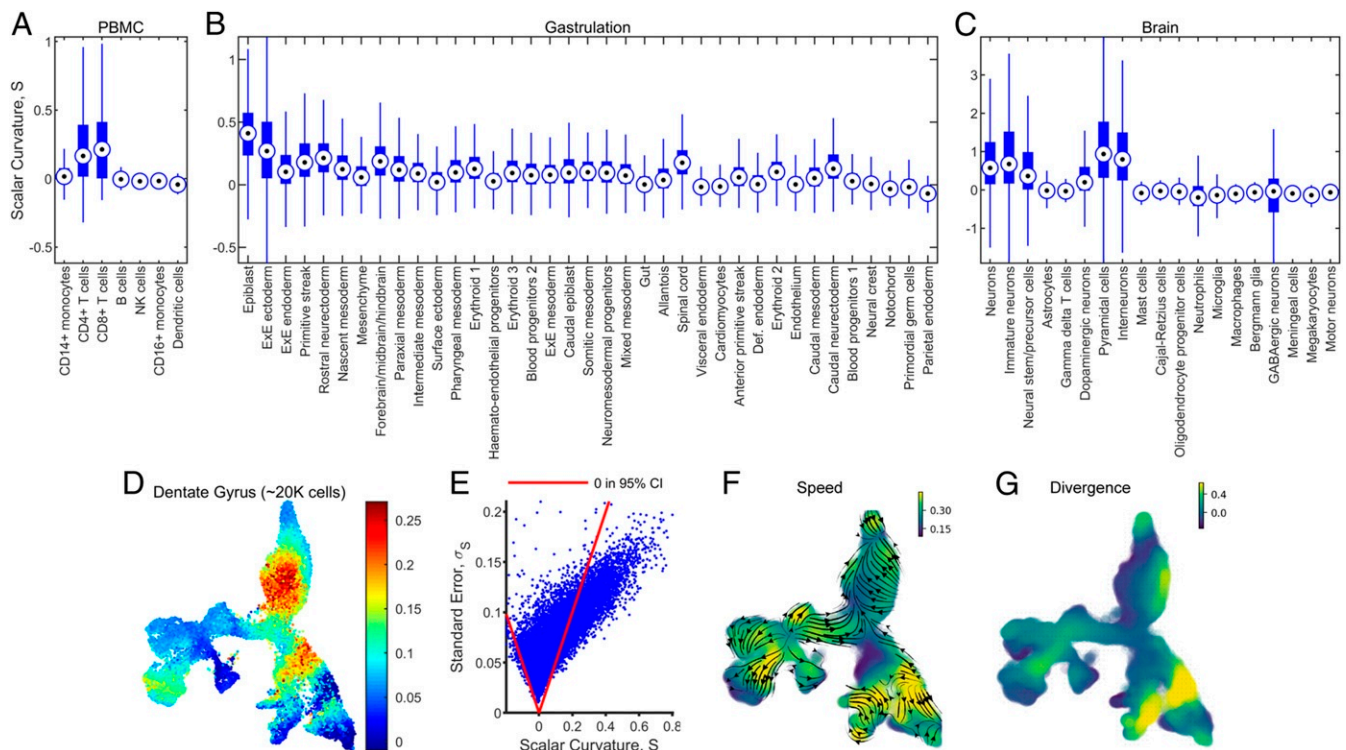 A
PBMC
Scalar Curvature, S
1
0.5
0
-0.5
CD14+ monocytes
CD4+ T cells
CD8+ T cells
B cells
NK cells
CD16+ monocytes
Dendritic cells
B
Gastrulation
1
0.5
0
-0.5
Epiblast
ExE ectoderm
ExE endoderm
Primitive streak
Rostral neurectoderm
Nascent mesoderm
Mesenchyme
Forebrain/midbrain/hindbrain
Paraxial mesoderm
Intermediate mesoderm
Surface ectoderm
Pharyngeal mesoderm
Erythroid 1
Haemato-endothelial progenitors
Erythroid 3
Blood progenitors 2
ExE mesoderm
Caudal epiblast
Somitic mesoderm
Neuromesodermal progenitors
Mixed mesoderm
Gut
Allantois
Spinal cord
Visceral endoderm
Cardiomyocytes
Anterior primitive streak
Def. endoderm
Erythroid 2
Endothelium
Caudal mesoderm
Caudal neurectoderm
Blood progenitors 1
Neural crest
Notochord
Primordial germ cells
Parietal endoderm
C
Brain
3
2
1
0
-1
Neurons
Immature neurons
Neural stem/precursor cells
Astrocytes
Gamma delta T cells
Dopaminergic neurons
Pyramidal cells
Interneurons
Mast cells
Cajal-Retzius cells
Oligodendrocyte progenitor cells
Neutrophils
Microglia
Macrophages
Bergmann glia
GABAergic neurons
Meningeal cells
Megakaryocytes
Motor neurons
D
Dentate Gyrus (~20K cells)
0.25
0.2
0.15
0.1
0.05
0
E
0 in 95% CI
Standard Error, σS
0.2
0.15
0.1
0.05
0
0 0.2 0.4 0.6 0.8
Scalar Curvature, S
F
Speed
0.30
0.15
G
Divergence
0.4
0.0